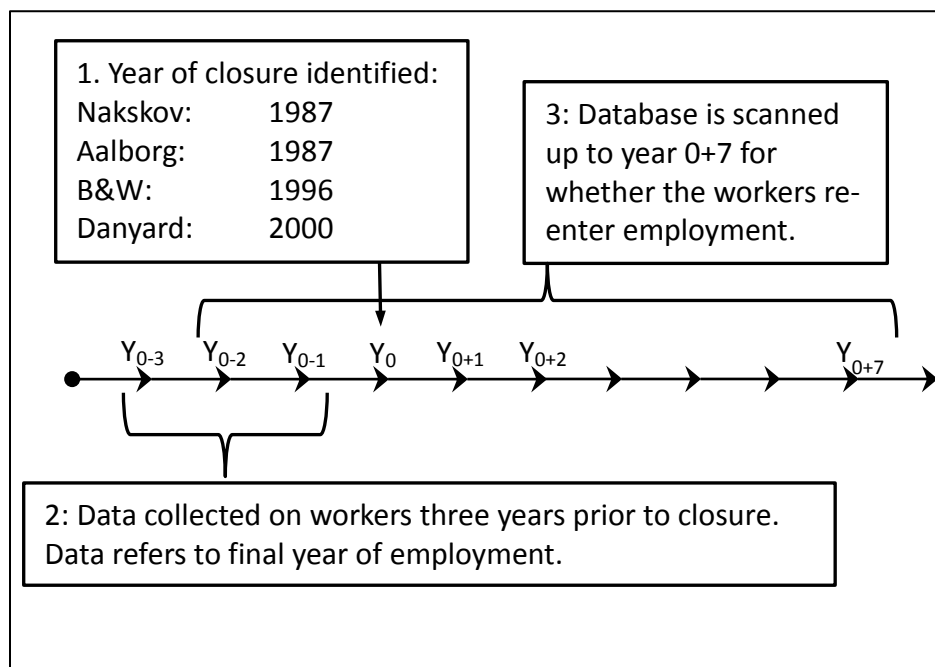 1. Year of closure identified:
Nakskov: 1987
Aalborg: 1987
B&W: 1996
Danyard: 2000
3: Database is scanned
up to year 0+7 for
whether the workers re-
enter employment.
Y0-3 Y0-2 Y0-1 Y0 Y0+1 Y0+2 Y0+7
2: Data collected on workers three years prior to closure.
Data refers to final year of employment.